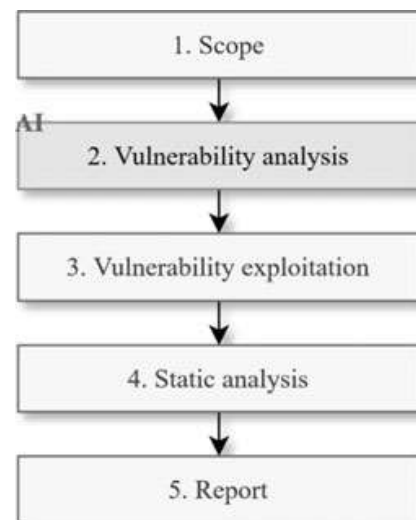 1. Scope
AI
2. Vulnerability analysis
3. Vulnerability exploitation
4. Static analysis
5. Report